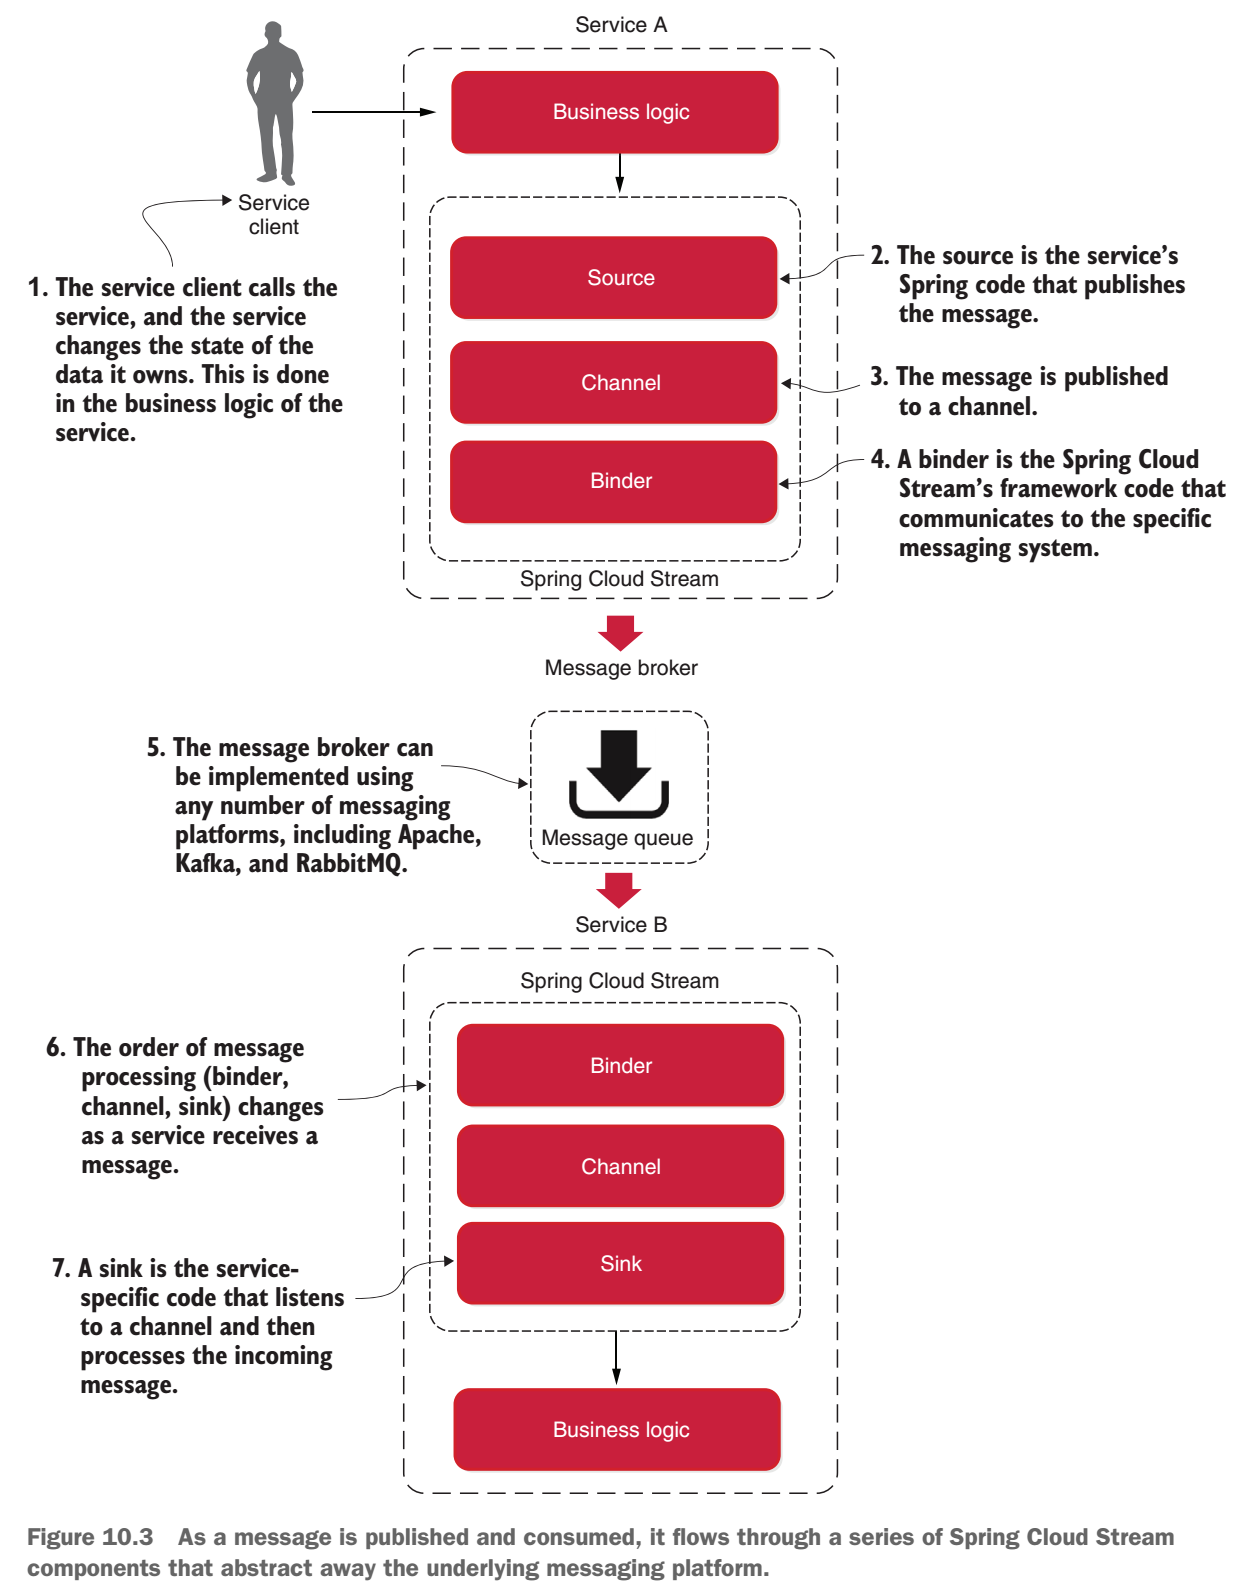 Service A
Business logic
Service
client
1. The service client calls the
service, and the service
changes the state of the
data it owns. This is done
in the business logic of the
service.
Source
2. The source is the service's
Spring code that publishes
the message.
Channel
3. The message is published
to a channel.
Binder
4. A binder is the Spring Cloud
Stream's framework code that
communicates to the specific
messaging system.
Spring Cloud Stream
Message broker
5. The message broker can
be implemented using
any number of messaging
platforms, including Apache,
Kafka, and RabbitMQ.
Message queue
Service B
Spring Cloud Stream
6. The order of message
processing (binder,
channel, sink) changes
as a service receives a
message.
Binder
Channel
Sink
7. A sink is the service-
specific code that listens
to a channel and then
processes the incoming
message.
Business logic
Figure 10.3 As a message is published and consumed, it flows through a series of Spring Cloud Stream
components that abstract away the underlying messaging platform.